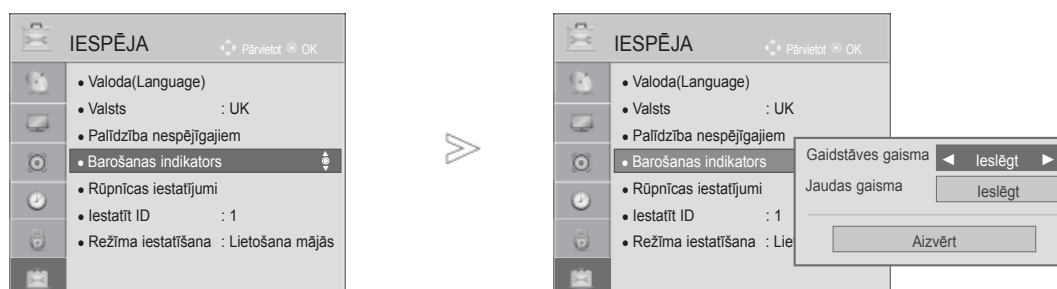 IESPĒJA
Pārvietot OK
• Valoda(Language)
• Valsts : UK
• Palīdzība nespējīgajiem
• Barošanas indikators
• Rūpnīcas iestatījumi
• Iestatīt ID : 1
• Režīma iestatīšana : Lietošana mājās
IESPĒJA
Pārvietot OK
• Valoda(Language)
• Valsts : UK
• Palīdzība nespējīgajiem
• Barošanas indikators
• Rūpnīcas iestatījumi
• Iestatīt ID : 1
• Režīma iestatīšana : Lie
Gaidstāves gaisma ◄ Ieslēgt ►
Jaudas gaisma Ieslēgt
Aizvērt